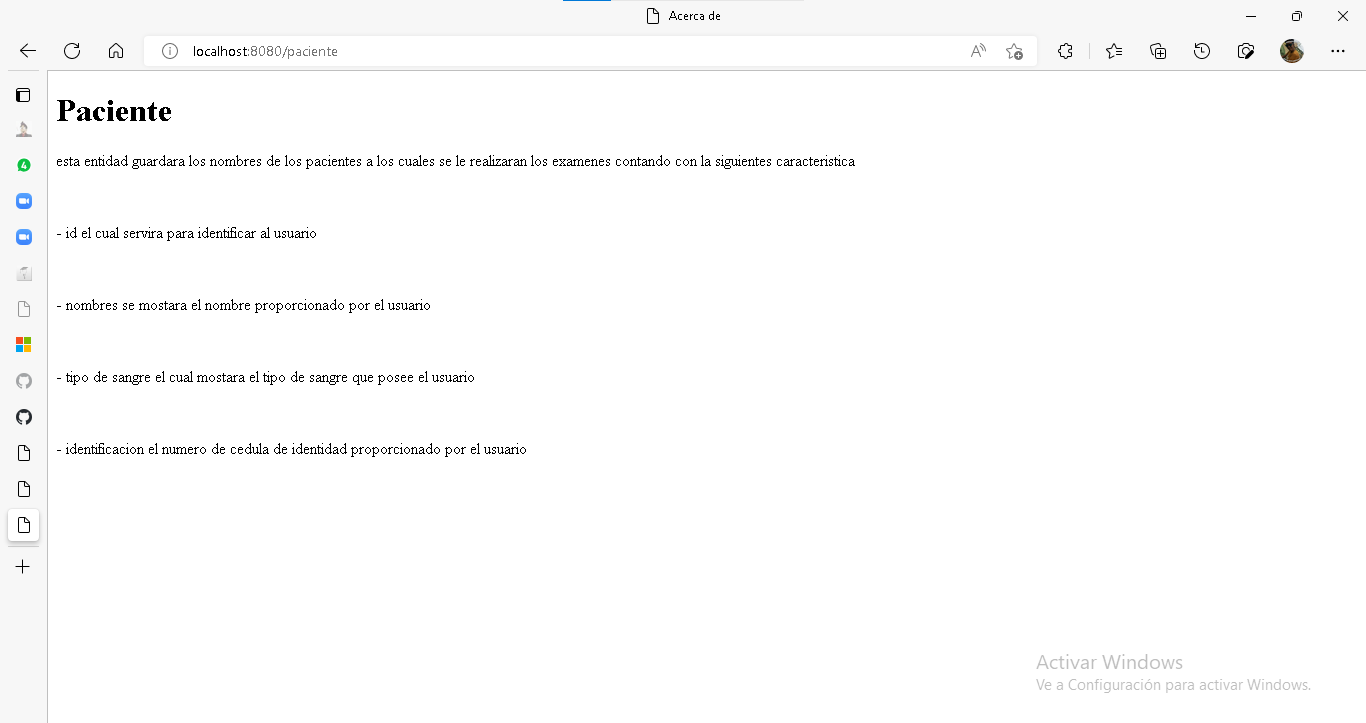 Acerca de
localhost:8080/paciente
4
Paciente
esta entidad guardara los nombres de los pacientes a los cuales se le realizaran los examenes contando con la siguientes caracteristica
- id el cual servira para identificar al usuario
- nombres se mostara el nombre proporcionado por el usuario
- tipo de sangre el cual mostara el tipo de sangre que posee el usuario
- identificacion el numero de cedula de identidad proporcionado por el usuario
Activar Windows
Ve a Configuración para activar Windows.